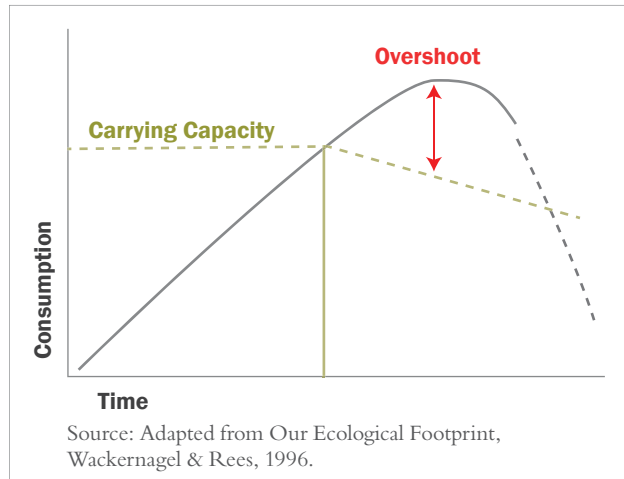 Overshoot
Carrying Capacity
Consumption
Time
Source: Adapted from Our Ecological Footprint,
Wackernagel & Rees, 1996.